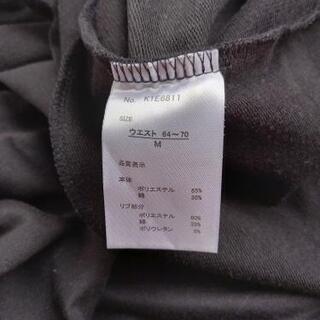 No. K1E6811
SIZE
ウエスト 64〜70
M
品質表示
本体
ポリエステル 65%
綿 35%
リブ部分
ポリエステル 60%
綿 35%
ポリウレタン 5%